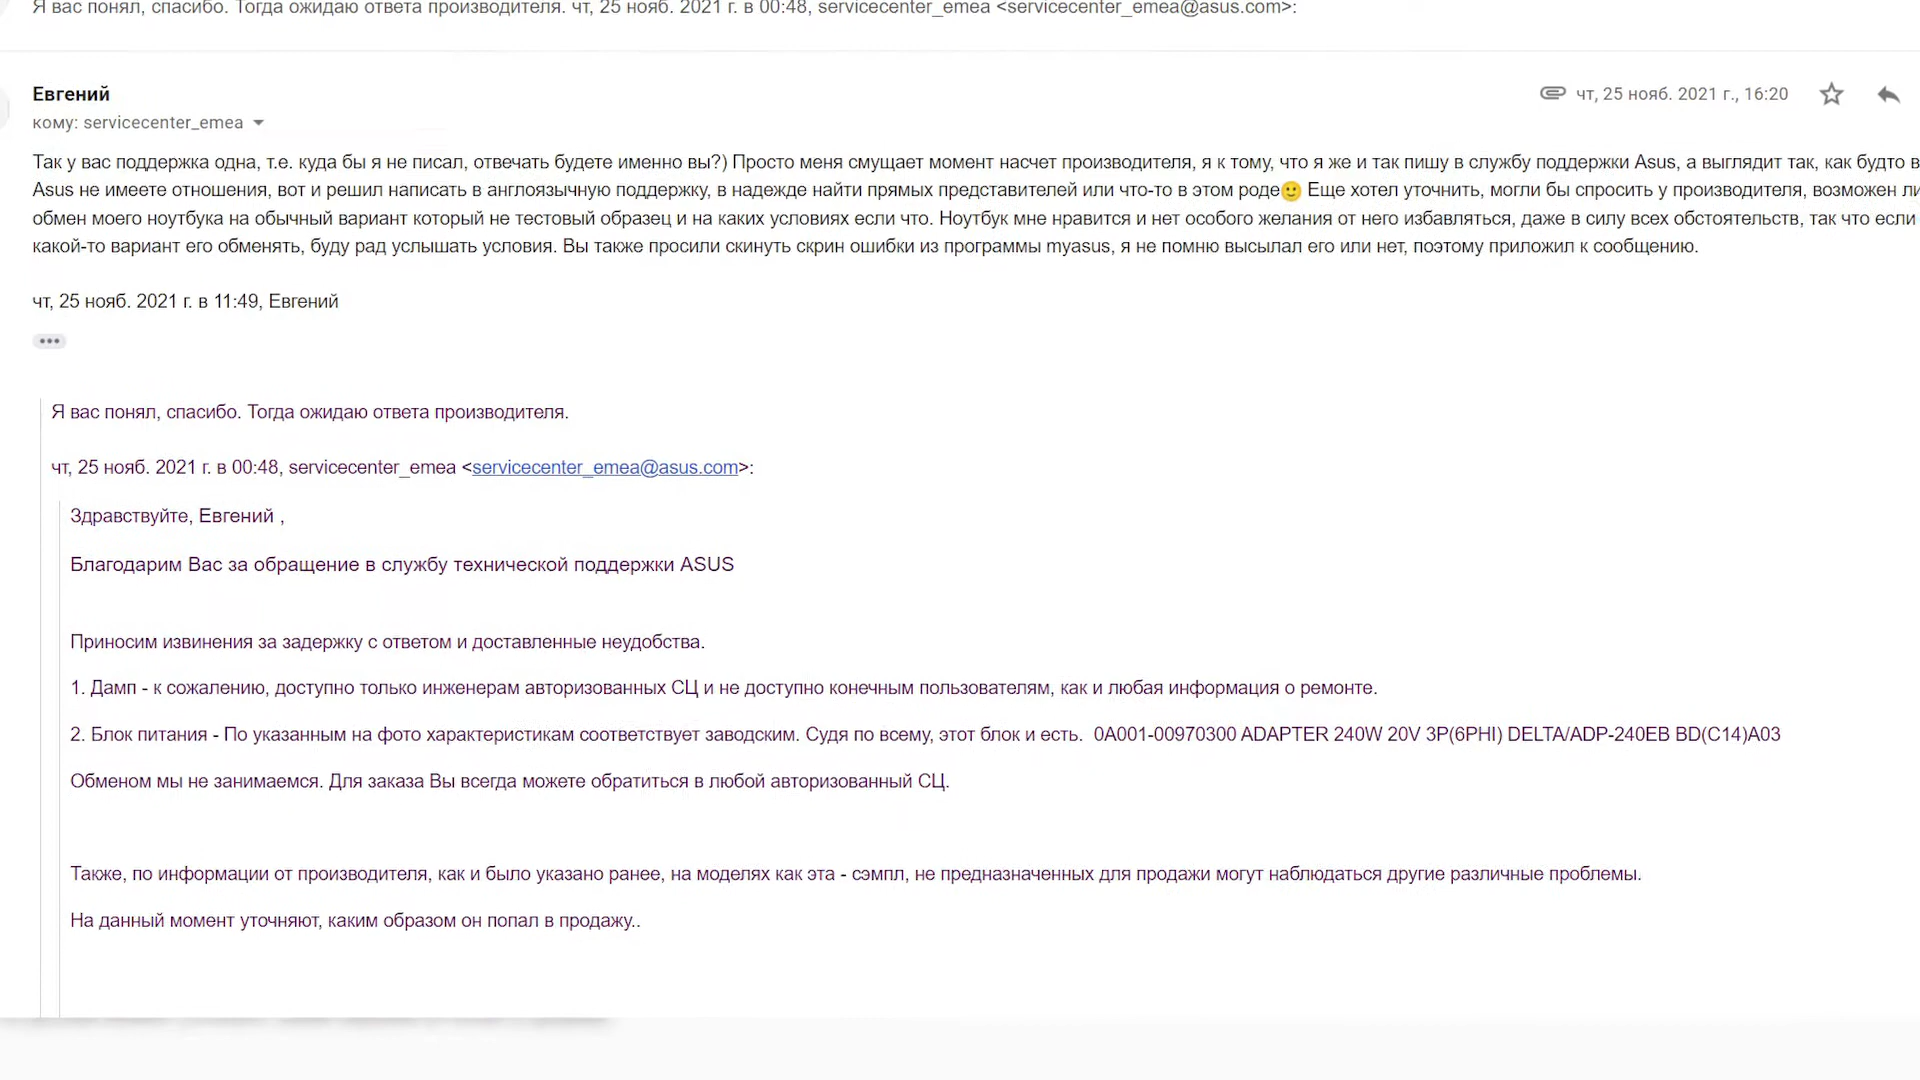 Я вас понял, спасибо. Тогда ожидаю ответа производителя. чт, 25 нояб. 2021 г. в 00:48, servicecenter_emea <servicecenter_emea@asus.com>:
Евгений
чт, 25 нояб. 2021 г., 16:20
кому: servicecenter_emea
Так у вас поддержка одна, т.е. куда бы я не писал, отвечать будете именно вы?) Просто меня смущает момент насчет производителя, я к тому, что я же и так пишу в службу поддержки Asus, а выглядит так, как будто в
Asus не имеете отношения, вот и решил написать в англоязычную поддержку, в надежде найти прямых представителей или что-то в этом роде🙂 Еще хотел уточнить, могли бы спросить у производителя, возможен ли
обмен моего ноутбука на обычный вариант который не тестовый образец и на каких условиях если что. Ноутбук мне нравится и нет особого желания от него избавляться, даже в силу всех обстоятельств, так что если
какой-то вариант его обменять, буду рад услышать условия. Вы также просили скинуть скрин ошибки из программы myasus, я не помню высылал его или нет, поэтому приложил к сообщению.
чт, 25 нояб. 2021 г. в 11:49, Евгений
Я вас понял, спасибо. Тогда ожидаю ответа производителя.
чт, 25 нояб. 2021 г. в 00:48, servicecenter_emea <servicecenter_emea@asus.com>:
Здравствуйте, Евгений ,
Благодарим Вас за обращение в службу технической поддержки ASUS
Приносим извинения за задержку с ответом и доставленные неудобства.
1. Дамп - к сожалению, доступно только инженерам авторизованных СЦ и не доступно конечным пользователям, как и любая информация о ремонте.
2. Блок питания - По указанным на фото характеристикам соответствует заводским. Судя по всему, этот блок и есть.  0A001-00970300 ADAPTER 240W 20V 3P(6PHI) DELTA/ADP-240EB BD(C14)A03
Обменом мы не занимаемся. Для заказа Вы всегда можете обратиться в любой авторизованный СЦ.
Также, по информации от производителя, как и было указано ранее, на моделях как эта - сэмпл, не предназначенных для продажи могут наблюдаться другие различные проблемы.
На данный момент уточняют, каким образом он попал в продажу..